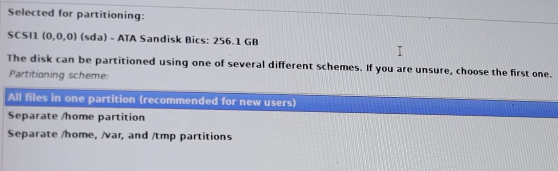 Selected for partitioning:
SCSI1 (0,0,0) (sda) - ATA Sandisk Bics: 256.1 GB
The disk can be partitioned using one of several different schemes. If you are unsure, choose the first one.
Partitioning scheme:
All files in one partition (recommended for new users)
Separate /home partition
Separate /home, /var, and /tmp partitions